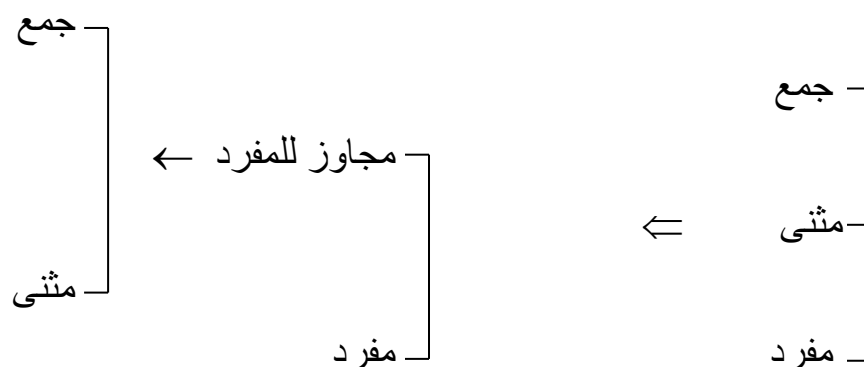 جمع
جمع
مجاوز للمفرد ←
مثنى ⇐
مثنى
مفرد
مفرد